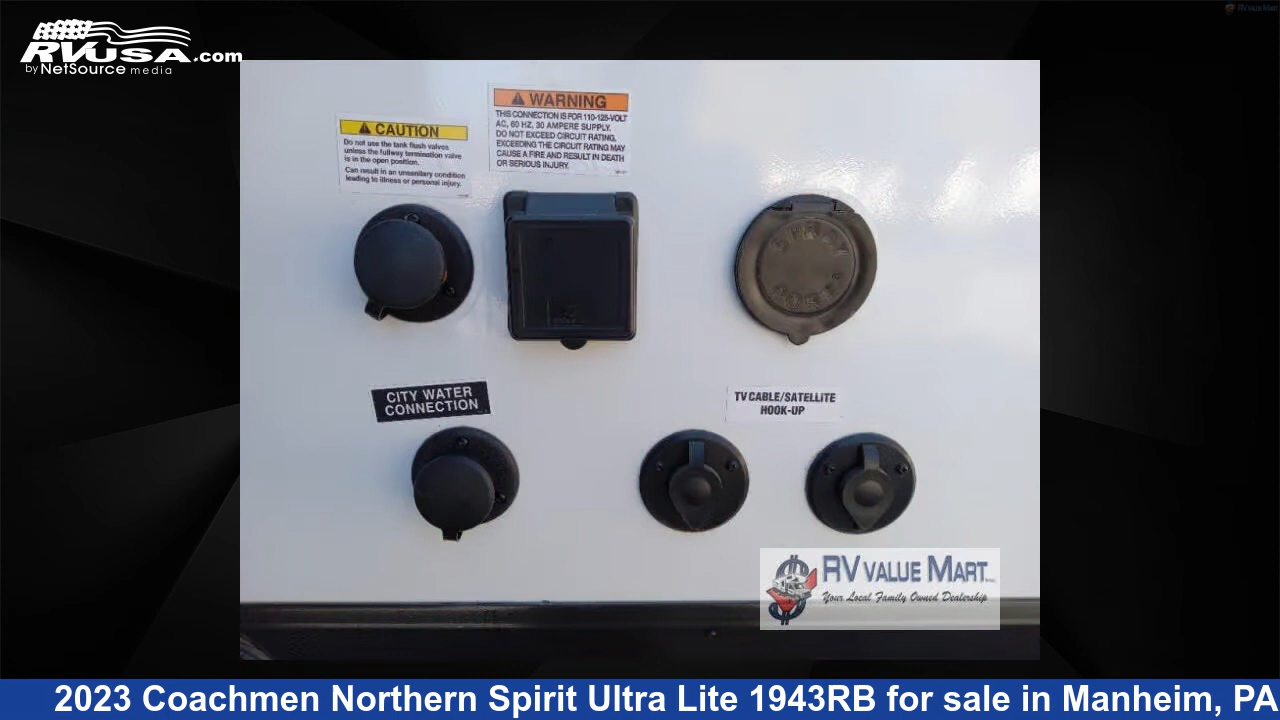 RVUSA.com
by NetSource media
RV Value Mart
WARNING
THIS CONNECTION IS FOR 110-125-VOLT
AC, 60 HZ, 30 AMPERE SUPPLY.
DO NOT EXCEED CIRCUIT RATING.
EXCEEDING THE CIRCUIT RATING MAY
CAUSE A FIRE AND RESULT IN DEATH
OR SERIOUS INJURY.
CAUTION
Do not use the tank flush valves
unless the fullway termination valve
is in the open position.
Can result in an unsanitary condition
leading to illness or personal injury.
SPRAY
CITY WATER
CONNECTION
TV CABLE/SATELLITE
HOOK-UP
RV VALUE MART
Your Local Family Owned Dealership
2023 Coachmen Northern Spirit Ultra Lite 1943RB for sale in Manheim, PA